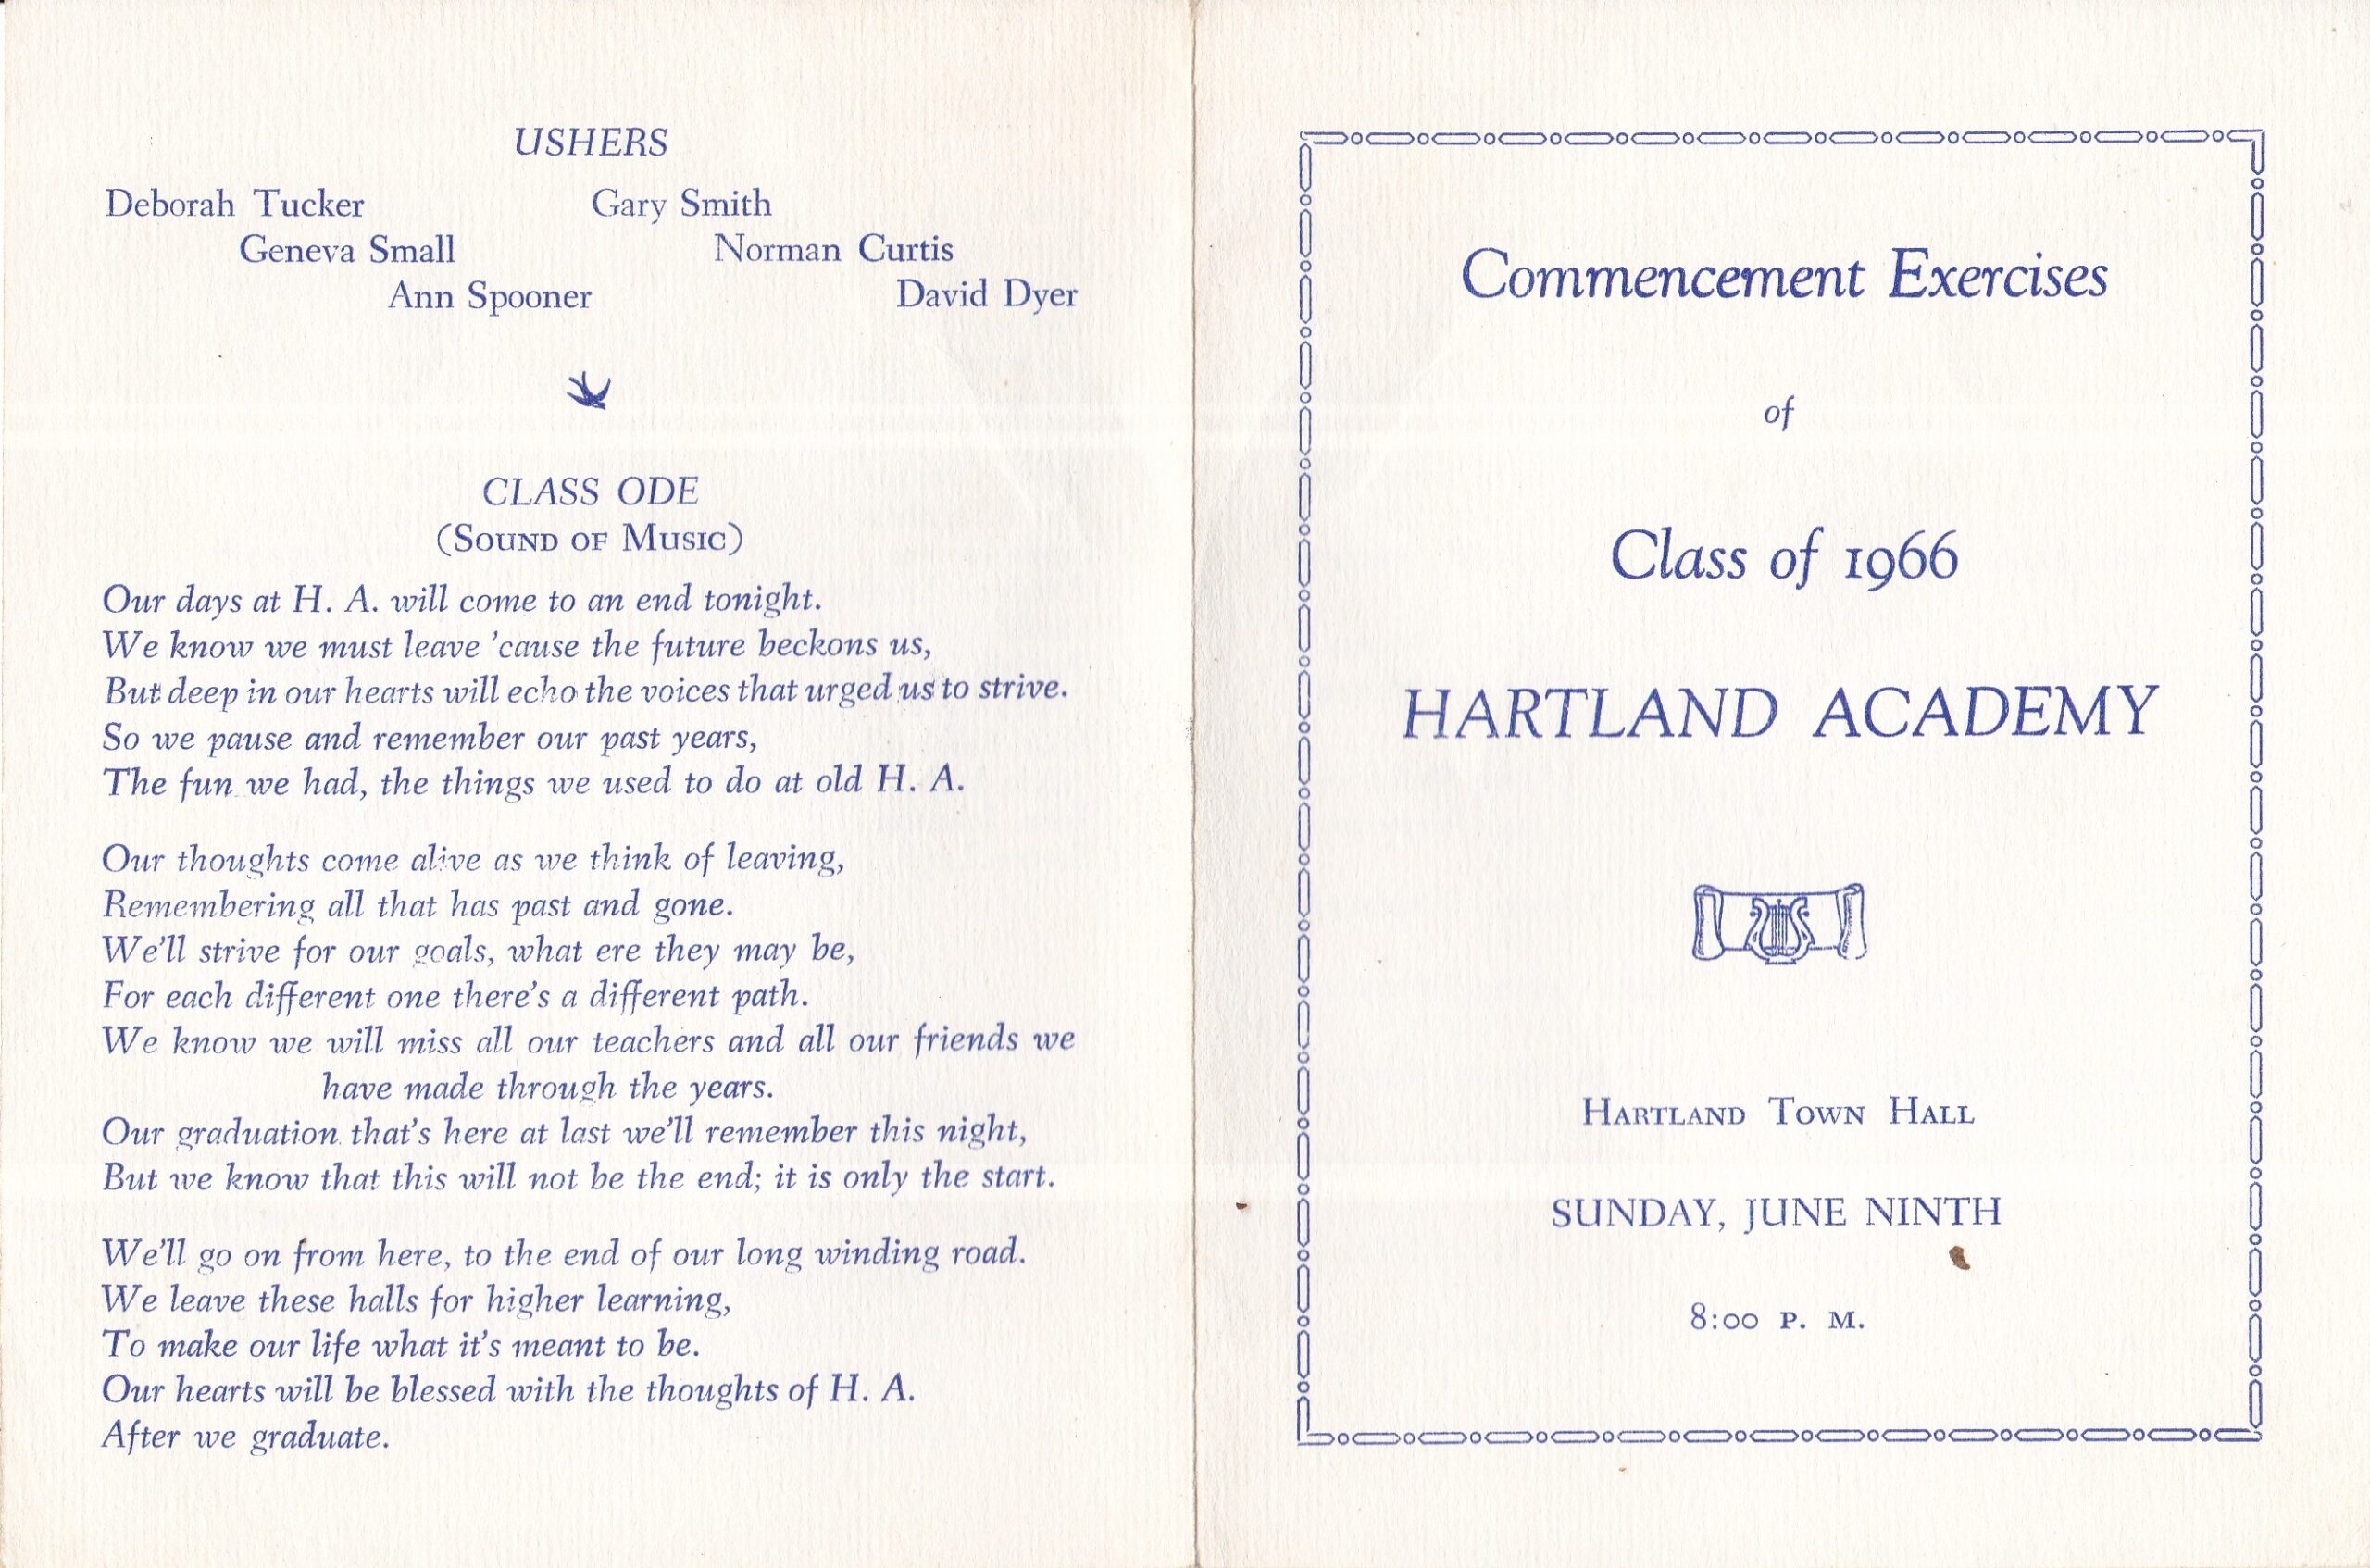 USHERS
Deborah Tucker Gary Smith
Geneva Small Norman Curtis
Ann Spooner David Dyer
CLASS ODE
(Sound of Music)
Our days at H. A. will come to an end tonight.
We know we must leave 'cause the future beckons us,
But deep in our hearts will echo the voices that urged us to strive.
So we pause and remember our past years,
The fun we had, the things we used to do at old H. A.
Our thoughts come alive as we think of leaving,
Remembering all that has past and gone.
We'll strive for our goals, what ere they may be,
For each different one there's a different path.
We know we will miss all our teachers and all our friends we
have made through the years.
Our graduation that's here at last we'll remember this night,
But we know that this will not be the end; it is only the start.
We'll go on from here, to the end of our long winding road.
We leave these halls for higher learning,
To make our life what it's meant to be.
Our hearts will be blessed with the thoughts of H. A.
After we graduate.
Commencement Exercises
of
Class of 1966
HARTLAND ACADEMY
Hartland Town Hall
SUNDAY, JUNE NINTH
8:00 P. M.